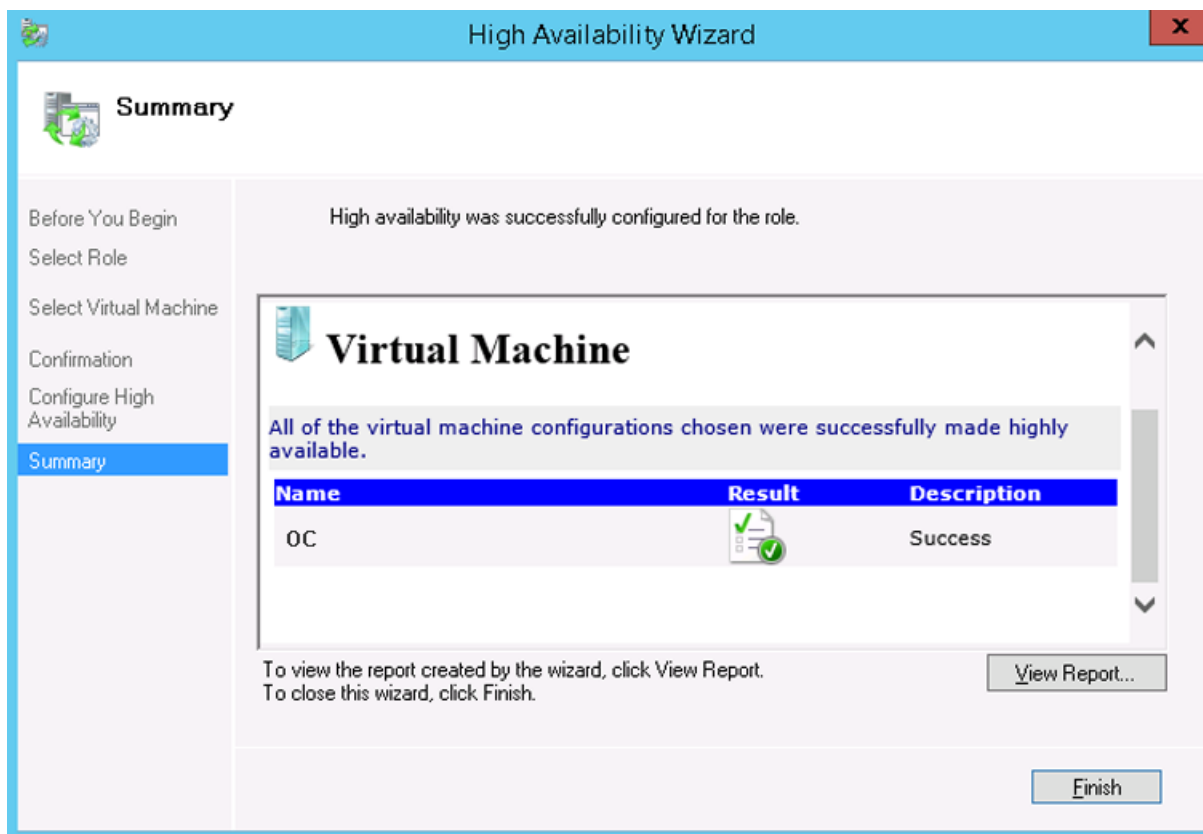 High Availability Wizard
x
Summary
Before You Begin
Select Role
Select Virtual Machine
Confirmation
Configure High
Availability
Summary
High availability was successfully configured for the role.
Virtual Machine
All of the virtual machine configurations chosen were successfully made highly
available.
Name Result Description
OC Success
To view the report created by the wizard, click View Report.
To close this wizard, click Finish.
View Report...
Finish